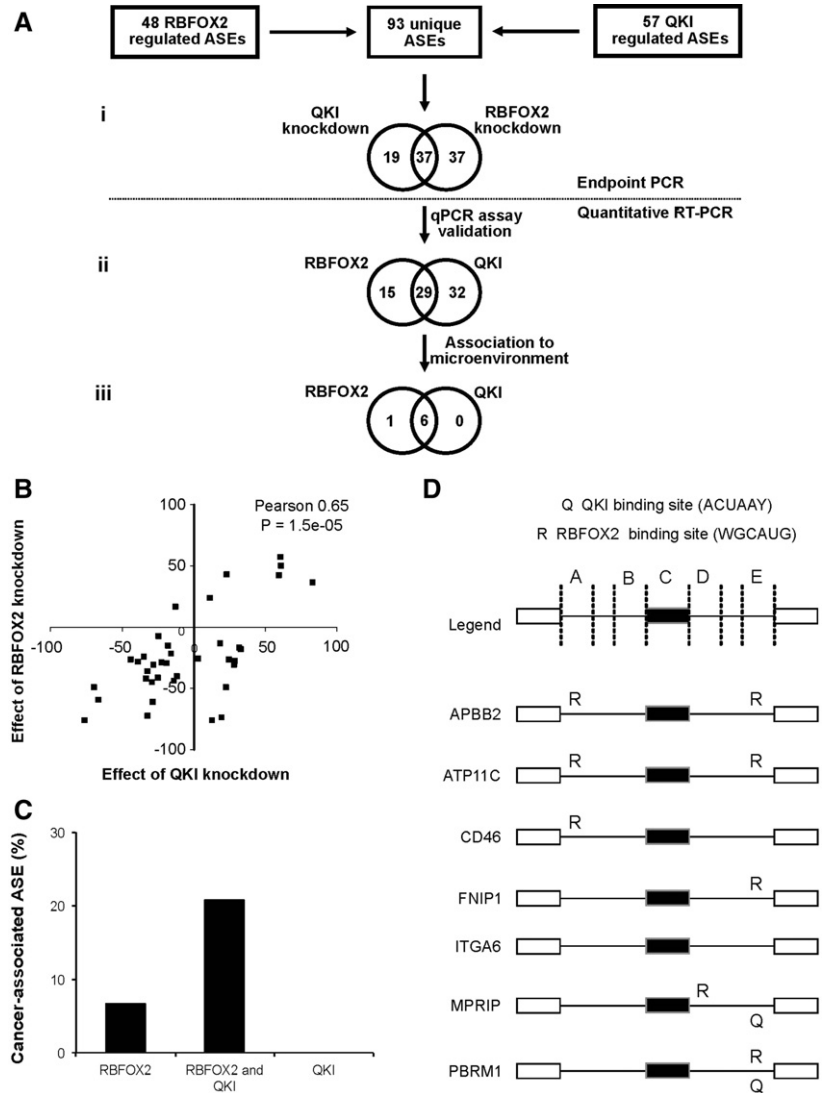 A
48 RBFOX2
regulated ASEs
93 unique
ASEs
57 QKI
regulated ASEs
i
QKI
knockdown
RBFOX2
knockdown
19
37
37
Endpoint PCR
Quantitative RT-PCR
qPCR assay
validation
ii
RBFOX2
QKI
15
29
32
Association to
microenvironment
iii
RBFOX2
QKI
1
6
0
B
Effect of RBFOX2 knockdown
100
50
0
-50
-100
-100
-50
0
50
100
Pearson 0.65
P = 1.5e-05
Effect of QKI knockdown
C
Cancer-associated ASE (%)
30
20
10
0
RBFOX2
RBFOX2 and
QKI
QKI
D
Q QKI binding site (ACUAAY)
R RBFOX2 binding site (WGCAUG)
A B C D E
Legend
R R
APBB2
R R
ATP11C
R
CD46
R
FNIP1
ITGA6
R
MPRIP
Q
R
PBRM1
Q